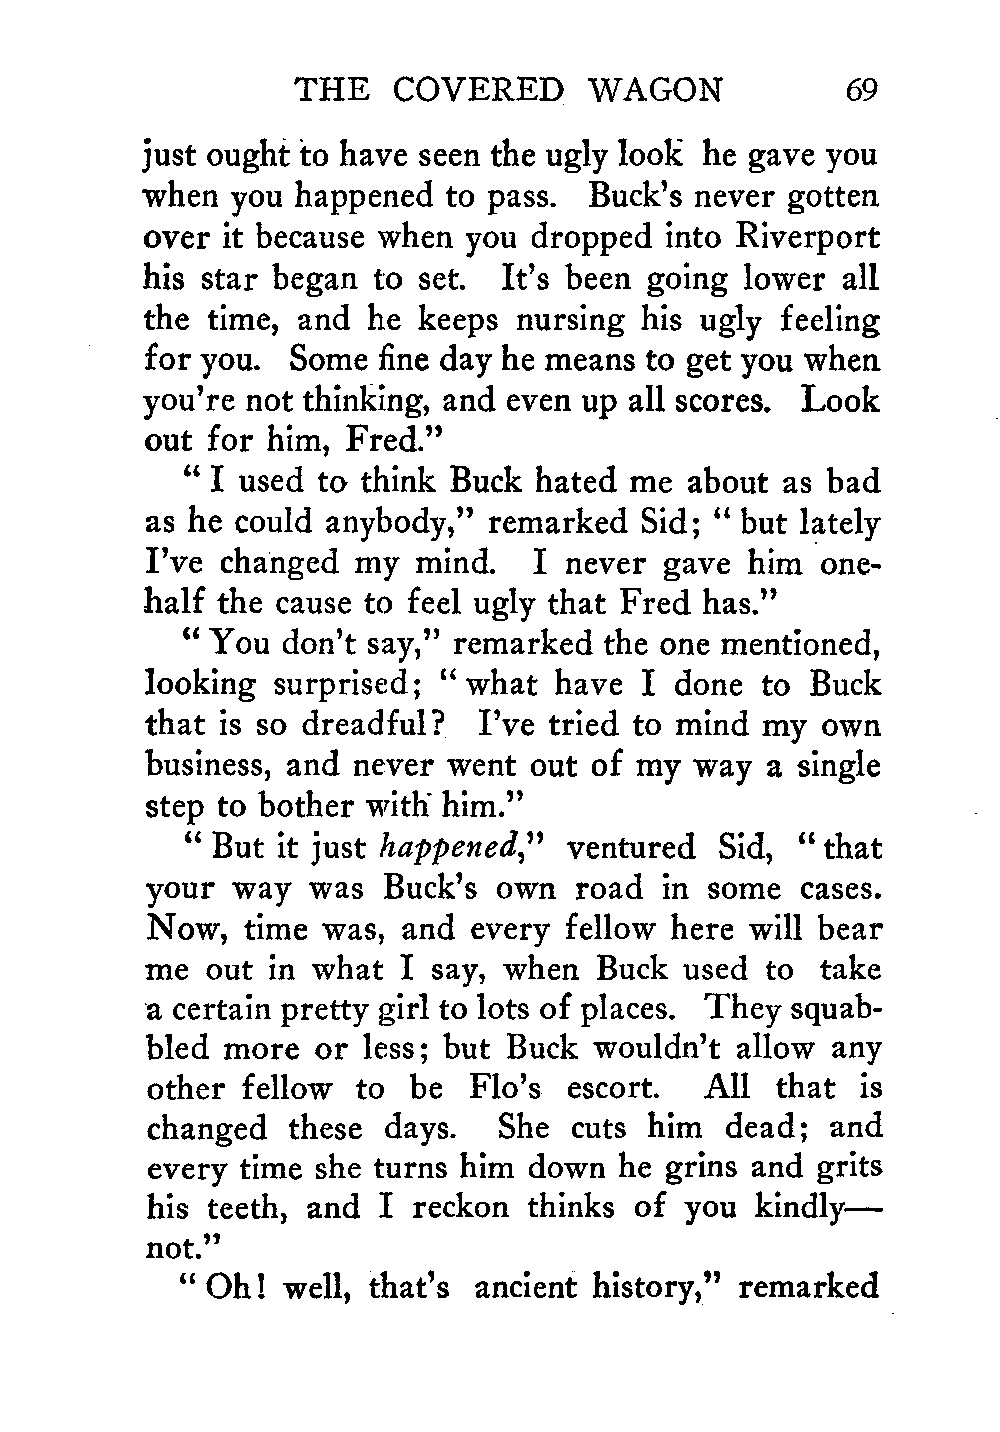 THE COVERED WAGON 69
just ought to have seen the ugly look he gave you
when you happened to pass. Buck's never gotten
over it because when you dropped into Riverport
his star began to set. It's been going lower all
the time, and he keeps nursing his ugly feeling
for you. Some fine day he means to get you when
you're not thinking, and even up all scores. Look
out for him, Fred."
" I used to think Buck hated me about as bad
as he could anybody," remarked Sid; " but lately
I've changed my mind. I never gave him one-
half the cause to feel ugly that Fred has."
" You don't say," remarked the one mentioned,
looking surprised; " what have I done to Buck
that is so dreadful? I've tried to mind my own
business, and never went out of my way a single
step to bother with him."
" But it just happened," ventured Sid, " that
your way was Buck's own road in some cases.
Now, time was, and every fellow here will bear
me out in what I say, when Buck used to take
a certain pretty girl to lots of places. They squab-
bled more or less; but Buck wouldn't allow any
other fellow to be Flo's escort. All that is
changed these days. She cuts him dead; and
every time she turns him down he grins and grits
his teeth, and I reckon thinks of you kindly—
not."
" Oh! well, that's ancient history," remarked